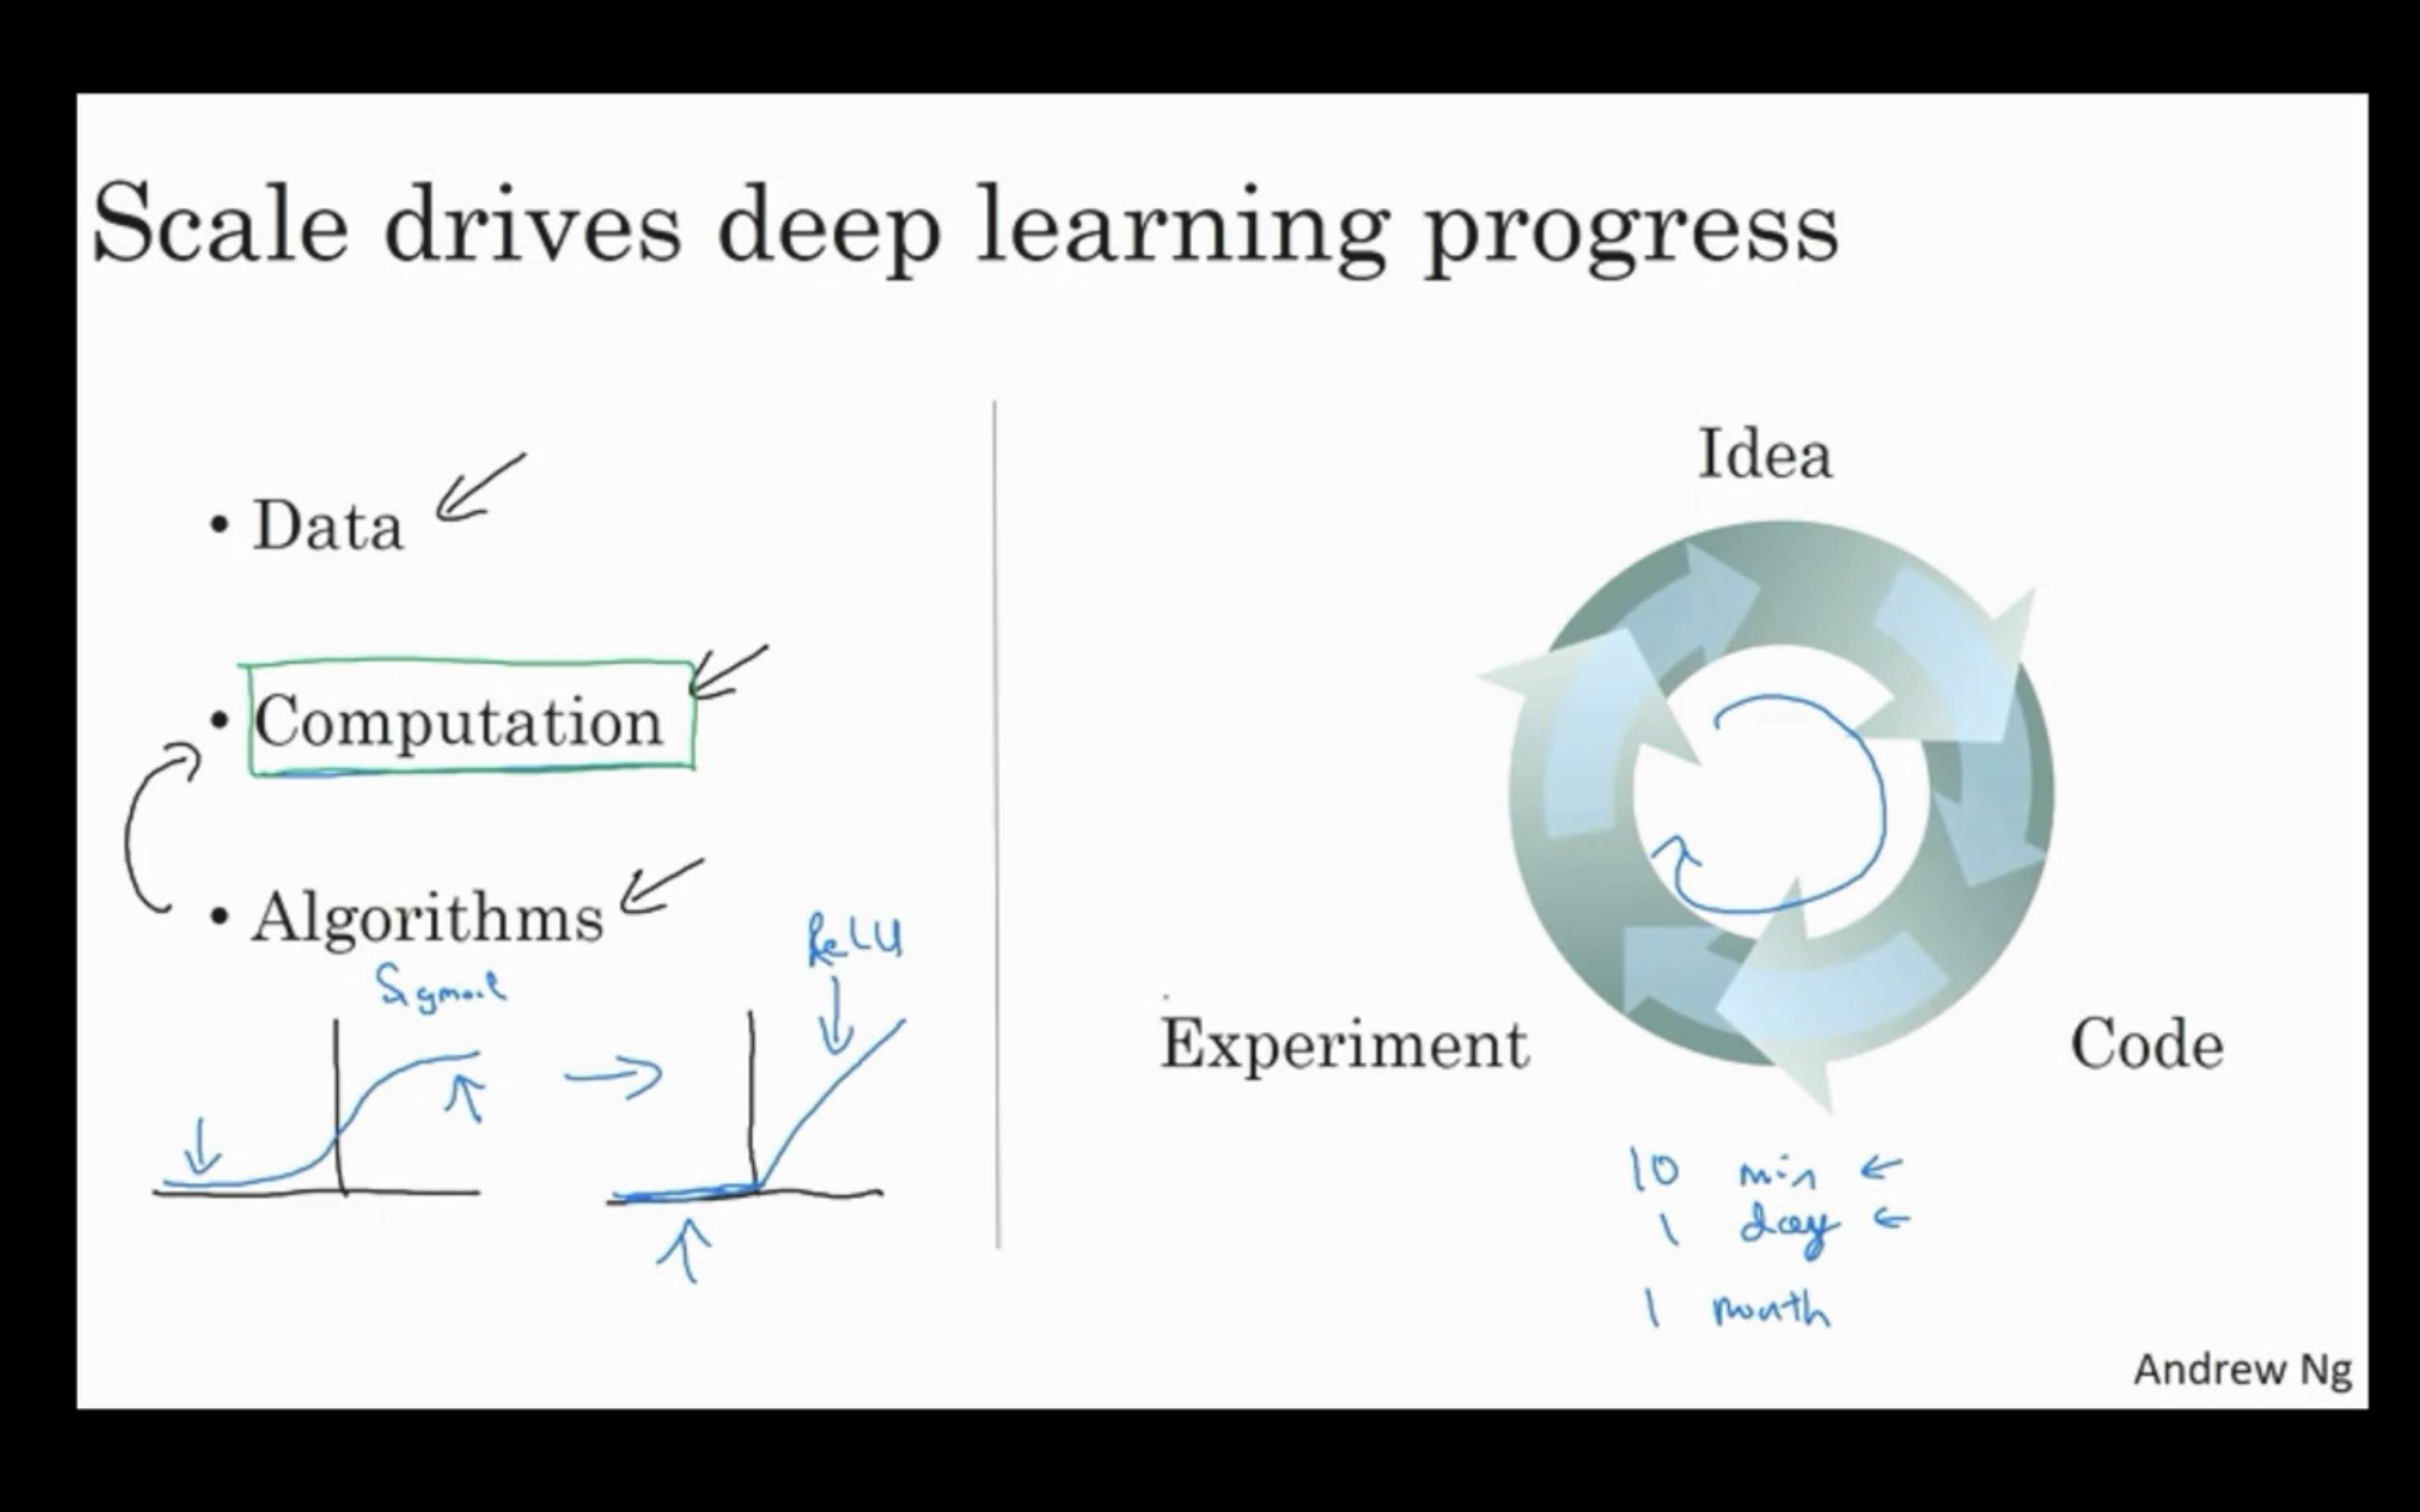 Scale drives deep learning progress
• Data
• Computation
• Algorithms
ReLU
Idea
Experiment
Code
10 min ←
1 day ←
1 month
Andrew Ng